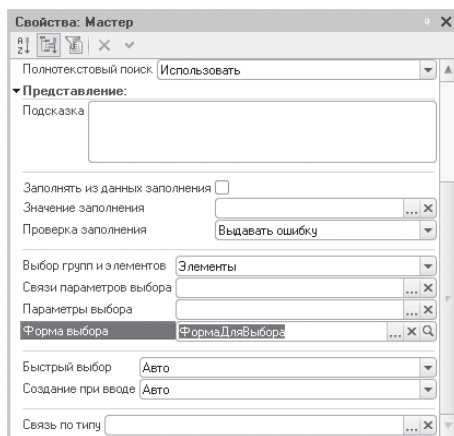 Свойства: Мастер
Полнотекстовый поиск Использовать
Представление:
Подсказка
Заполнять из данных заполнения
Значение заполнения ...
Проверка заполнения Выдавать ошибку
Выбор групп и элементов Элементы
Связи параметров выбора ...
Параметры выбора ...
Форма выбора ФормаДляВыбора ...
Быстрый выбор Авто
Создание при вводе Авто
Связь по типу ...